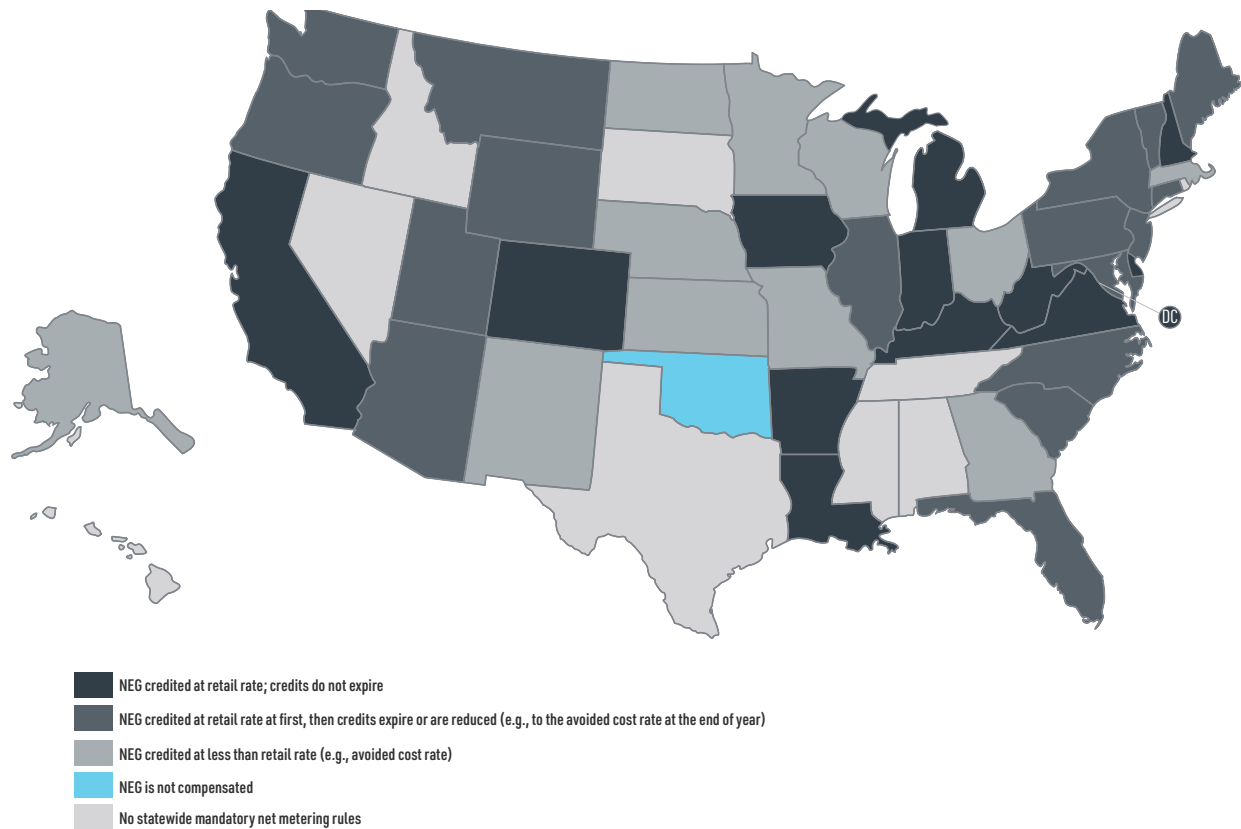 DC
NEG credited at retail rate; credits do not expire
NEG credited at retail rate at first, then credits expire or are reduced (e.g., to the avoided cost rate at the end of year)
NEG credited at less than retail rate (e.g., avoided cost rate)
NEG is not compensated
No statewide mandatory net metering rules